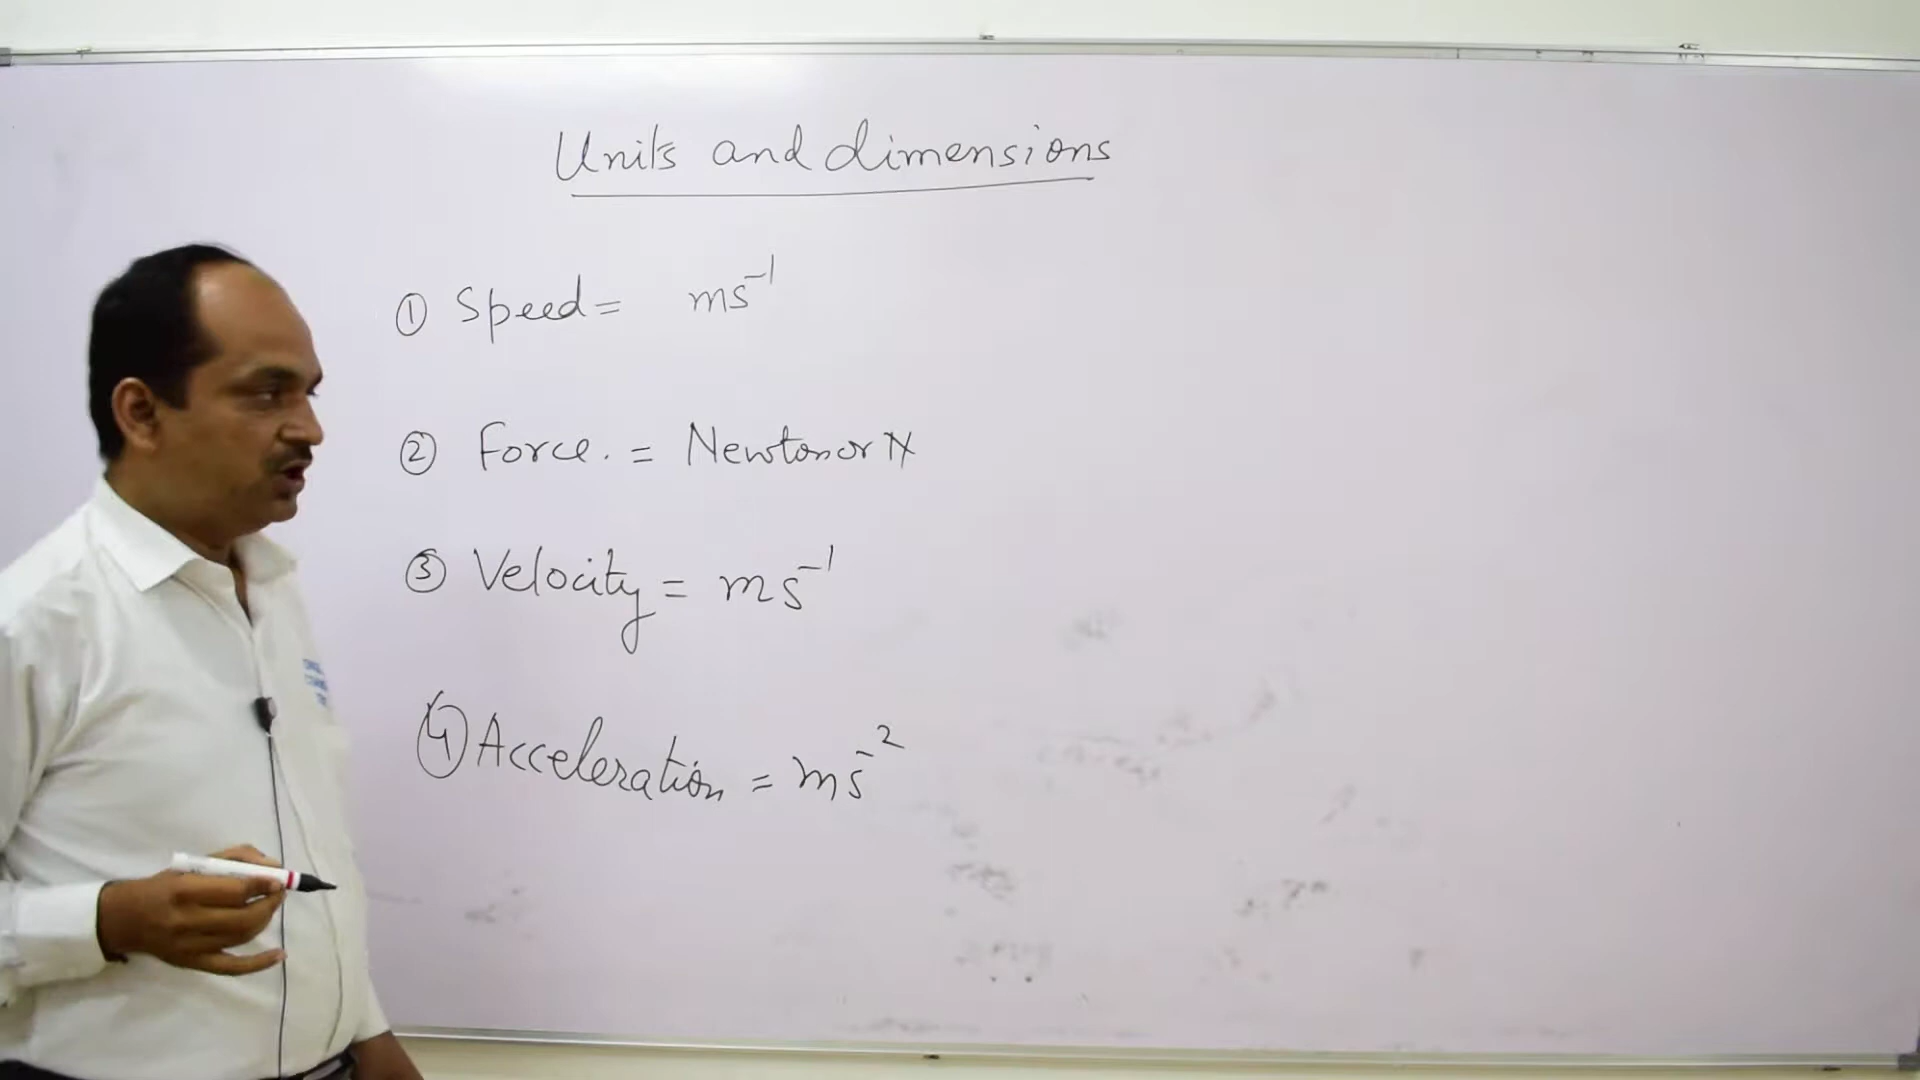 Units and dimensions
① Speed = ms⁻¹
② Force. = Newton or N
③ Velocity = ms⁻¹
④ Acceleration = ms⁻²